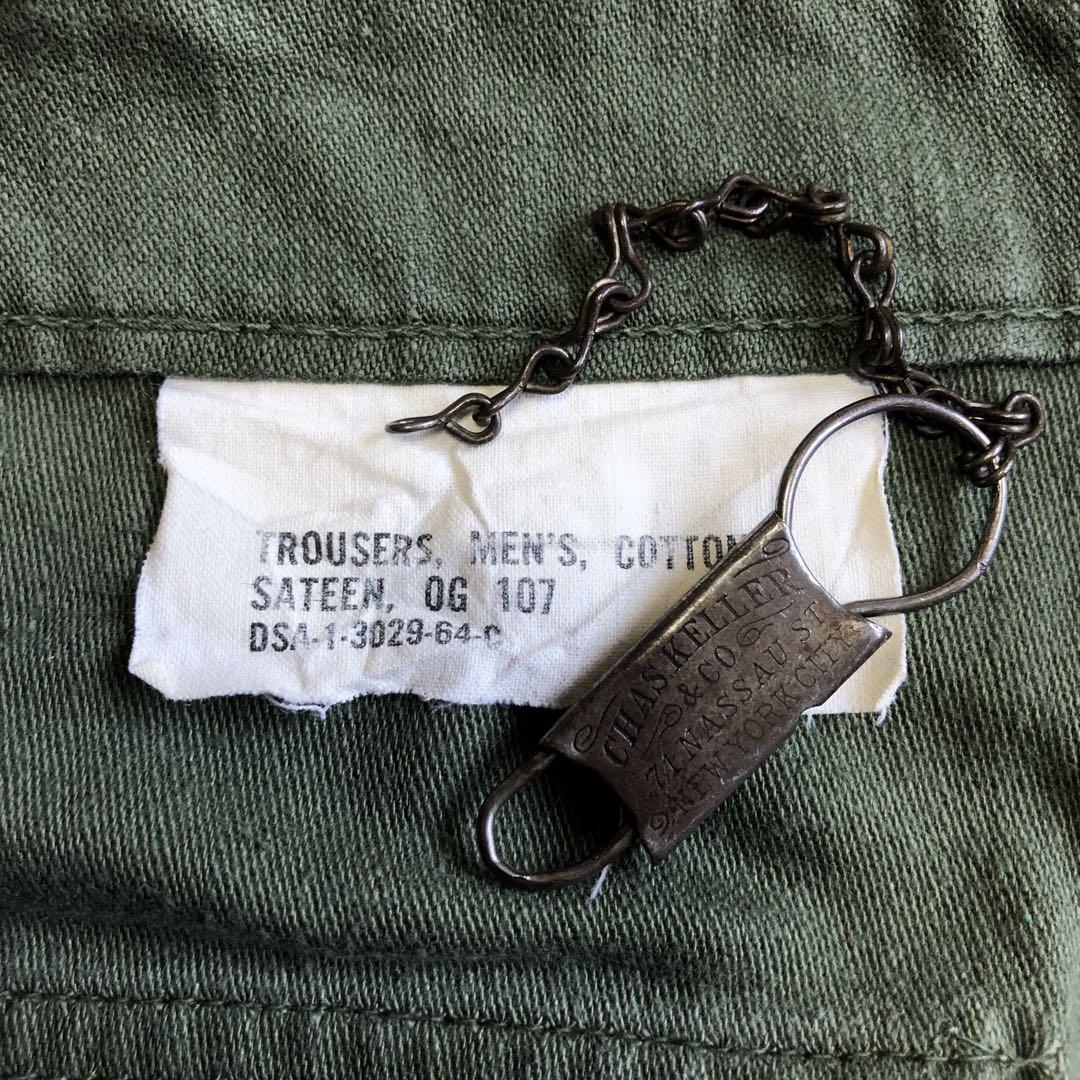 TROUSERS, MEN'S, COTTON
SATEEN, OG 107
DSA-1-3029-64-C
CHAS KELLER
& CO
71 NASSAU ST
NEW YORK CITY